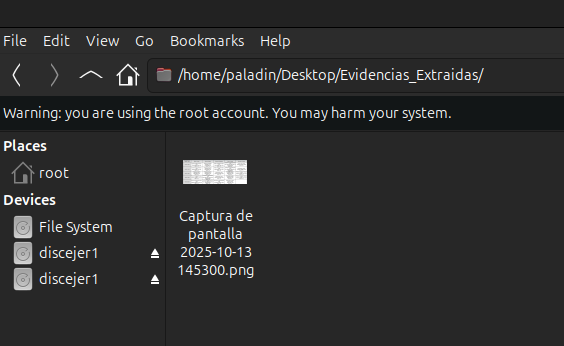 File Edit View Go Bookmarks Help
/home/paladin/Desktop/Evidencias_Extraidas/
Warning: you are using the root account. You may harm your system.
Places
root
Devices
File System
discejer1
discejer1
Captura de
pantalla
2025-10-13
145300.png